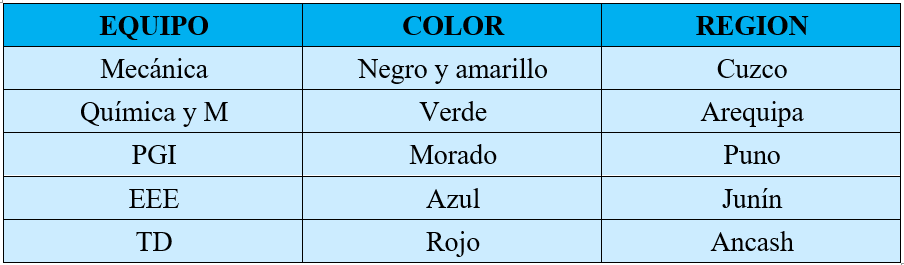 EQUIPO COLOR REGION
Mecánica Negro y amarillo Cuzco
Química y M Verde Arequipa
PGI Morado Puno
EEE Azul Junín
TD Rojo Ancash